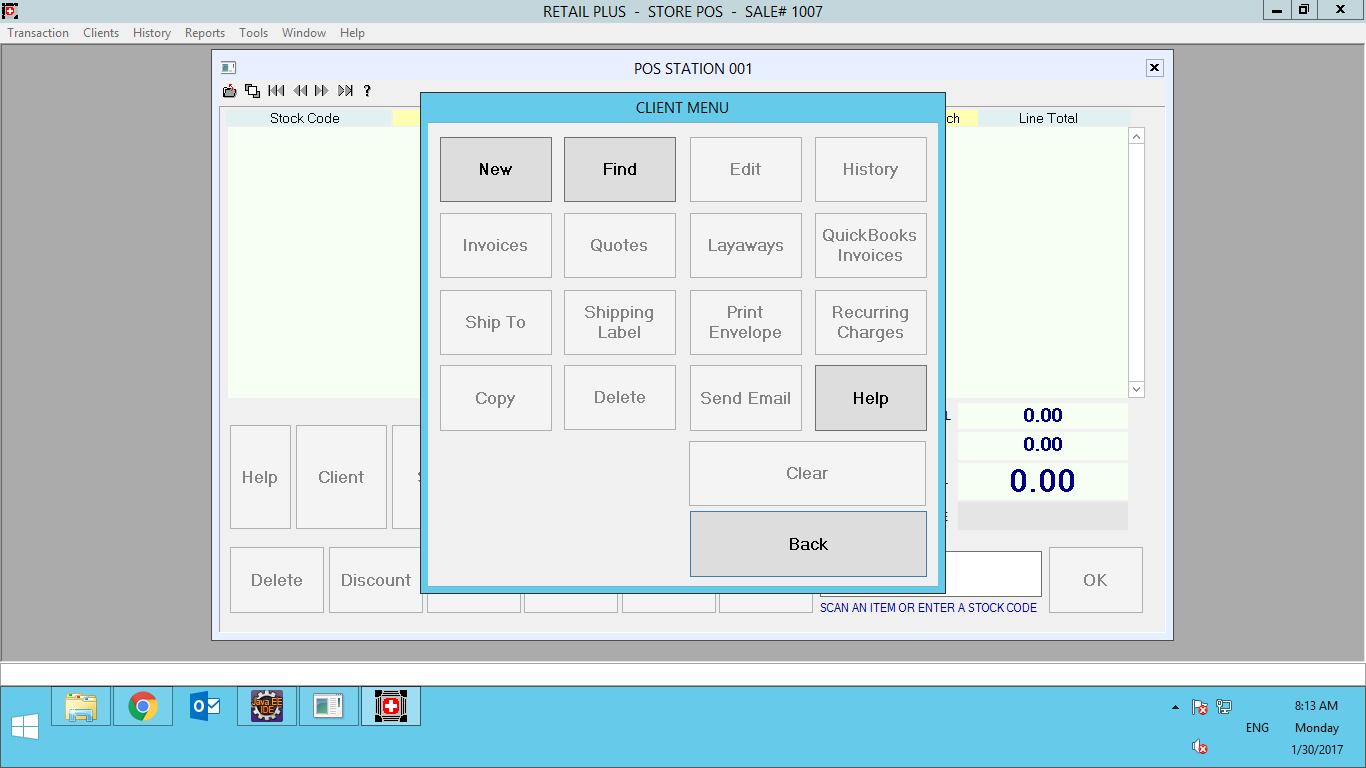 RETAIL PLUS - STORE POS - SALE# 1007
Transaction Clients History Reports Tools Window Help
POS STATION 001
?
CLIENT MENU
Stock Code ch Line Total
New Find Edit History
Invoices Quotes Layaways QuickBooks
Invoices
Ship To Shipping
Label Print
Envelope Recurring
Charges
Copy Delete Send Email Help
Clear
Back
L 0.00
0.00
0.00
Help Client
Delete Discount OK
SCAN AN ITEM OR ENTER A STOCK CODE
Java EE
IDE
8:13 AM
ENG Monday
1/30/2017